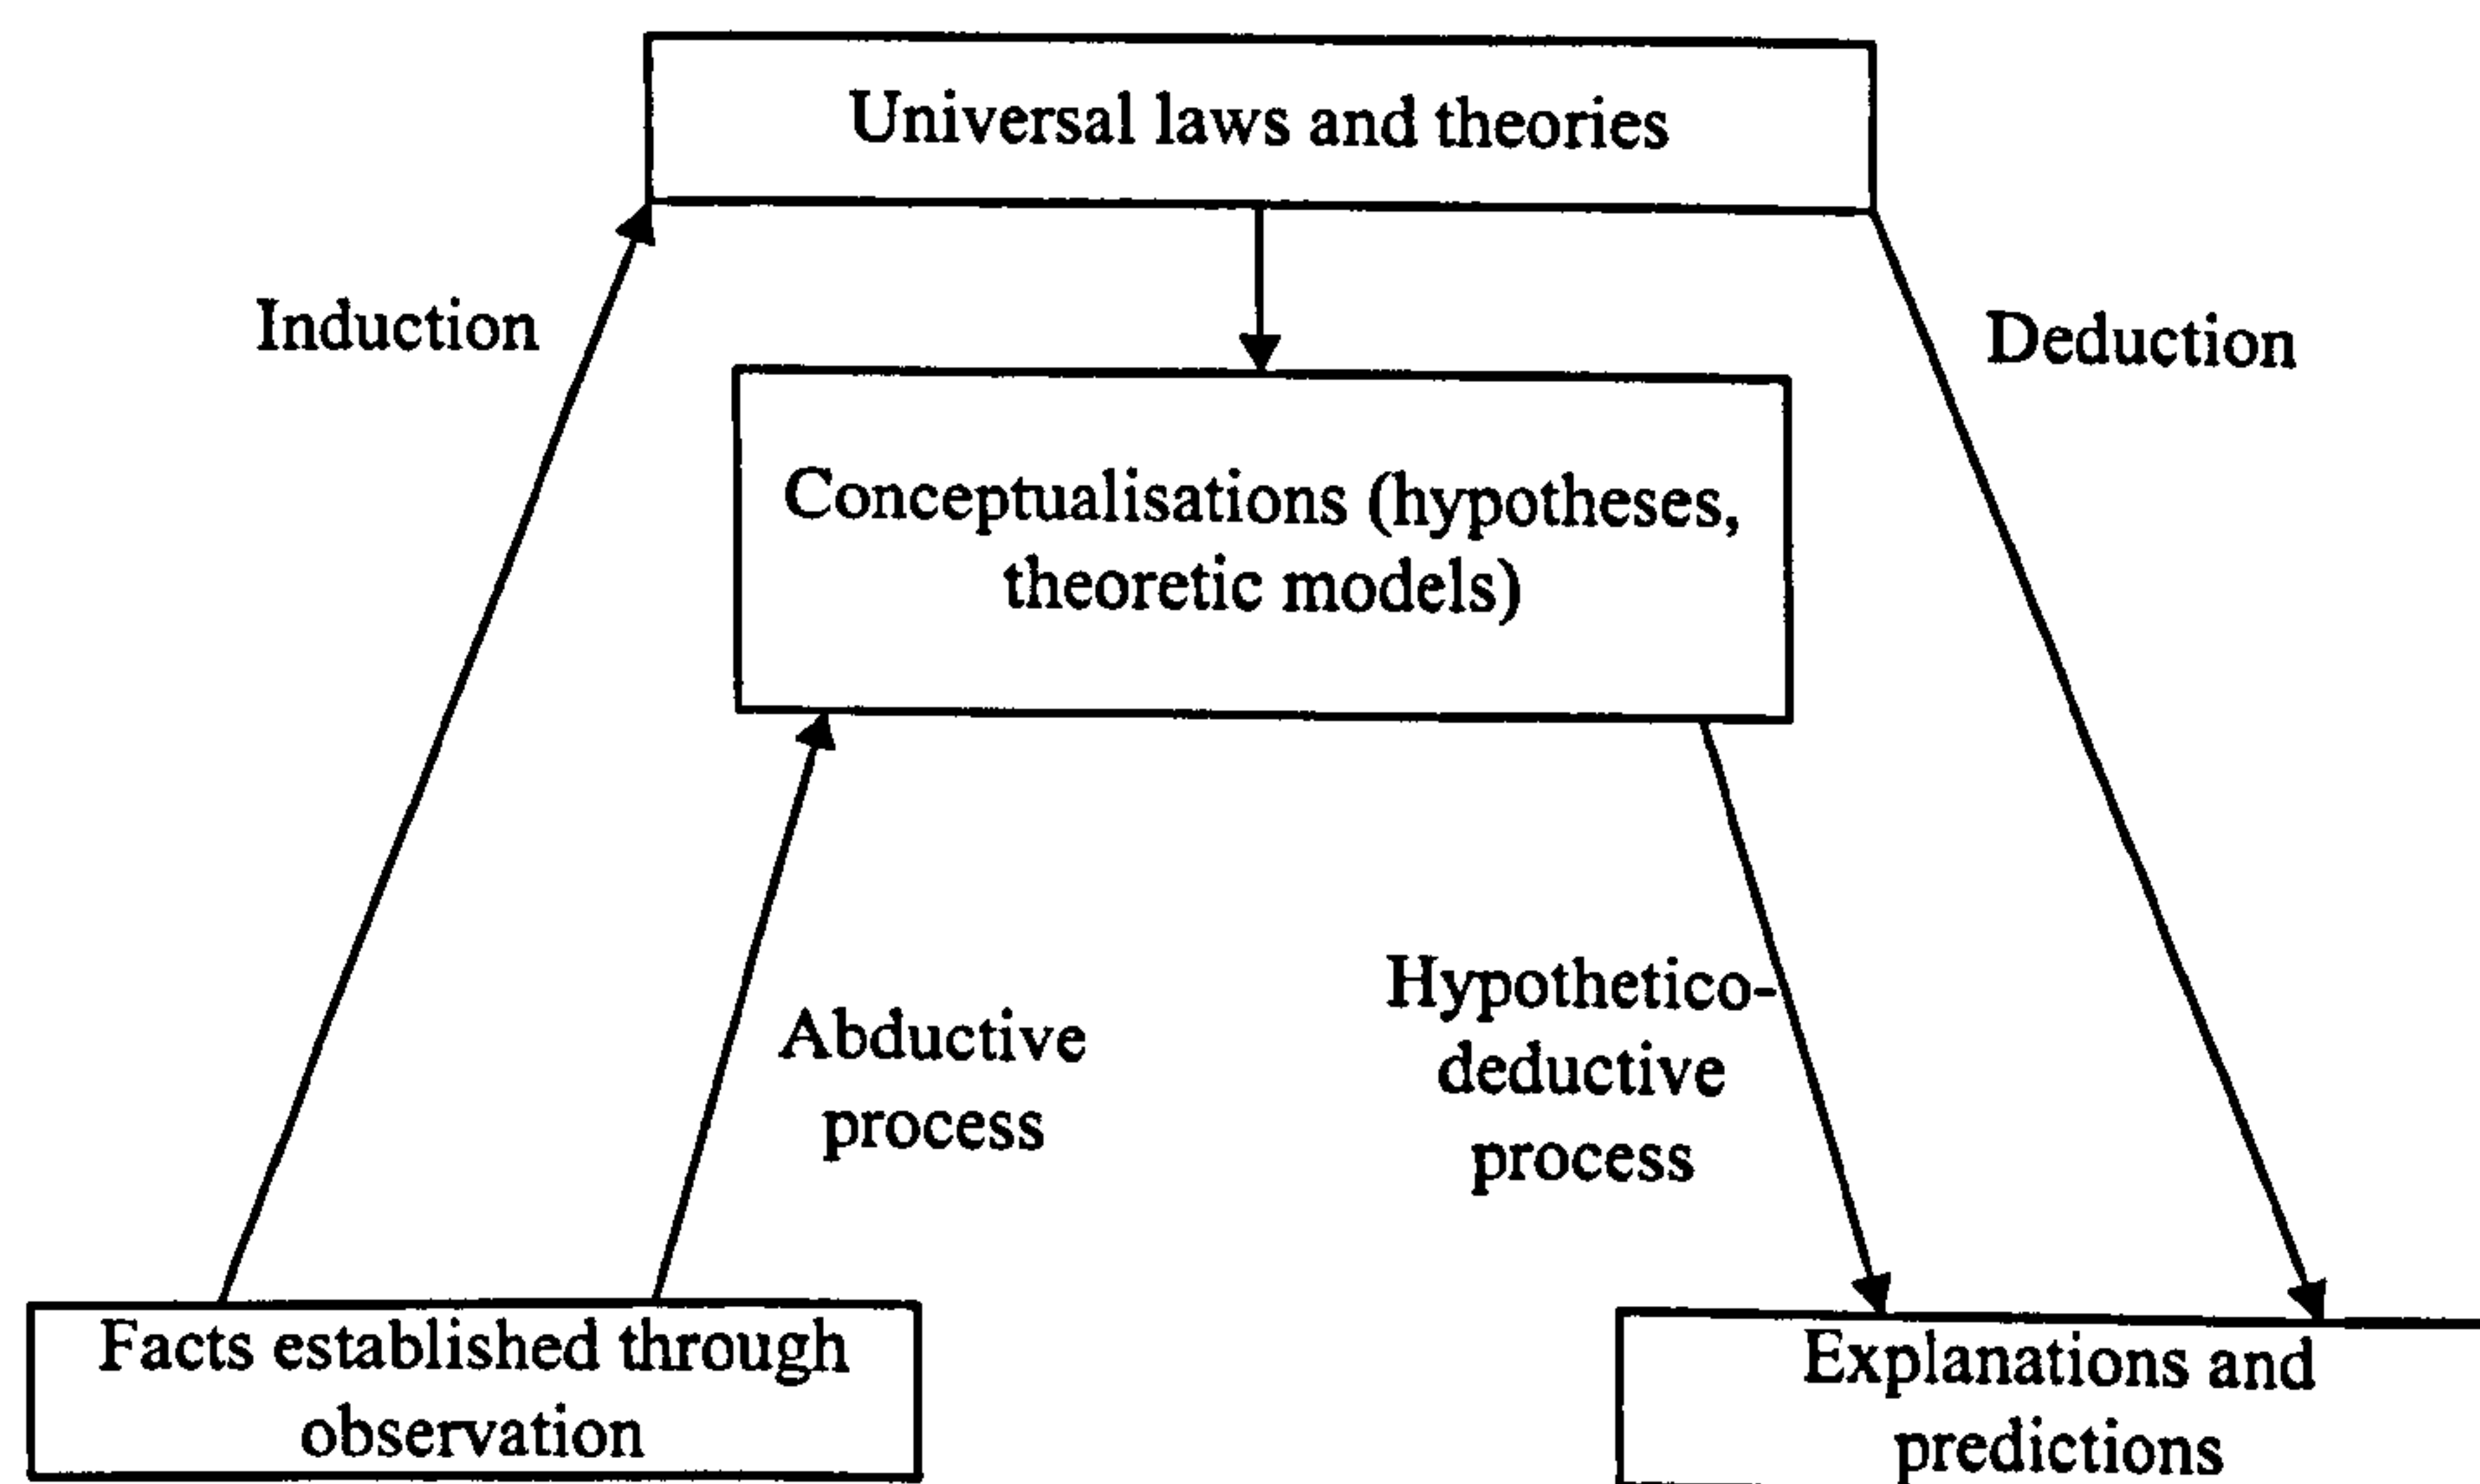 Universal laws and theories
Induction
Deduction
Conceptualisations (hypotheses,
theoretic models)
Abductive
process
Hypothetico-
deductive
process
Facts established through
observation
Explanations and
predictions